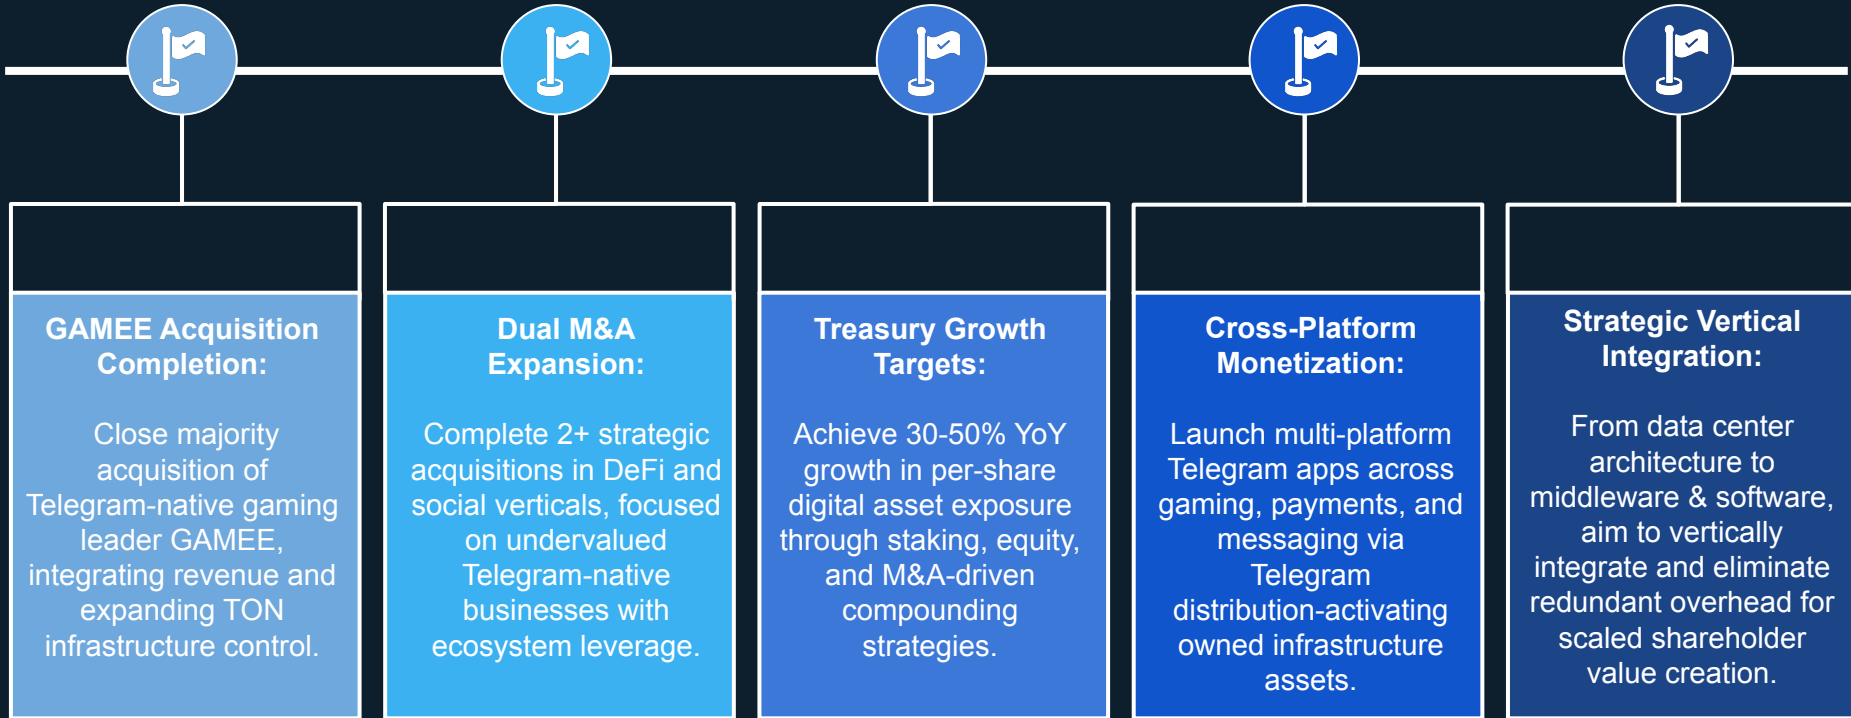 GAMEE Acquisition
Completion:
Close majority
acquisition of
Telegram-native gaming
leader GAMEE,
integrating revenue and
expanding TON
infrastructure control.
Dual M&A
Expansion:
Complete 2+ strategic
acquisitions in DeFi and
social verticals, focused
on undervalued
Telegram-native
businesses with
ecosystem leverage.
Treasury Growth
Targets:
Achieve 30-50% YoY
growth in per-share
digital asset exposure
through staking, equity,
and M&A-driven
compounding
strategies.
Cross-Platform
Monetization:
Launch multi-platform
Telegram apps across
gaming, payments, and
messaging via
Telegram
distribution-activating
owned infrastructure
assets.
Strategic Vertical
Integration:
From data center
architecture to
middleware & software,
aim to vertically
integrate and eliminate
redundant overhead for
scaled shareholder
value creation.